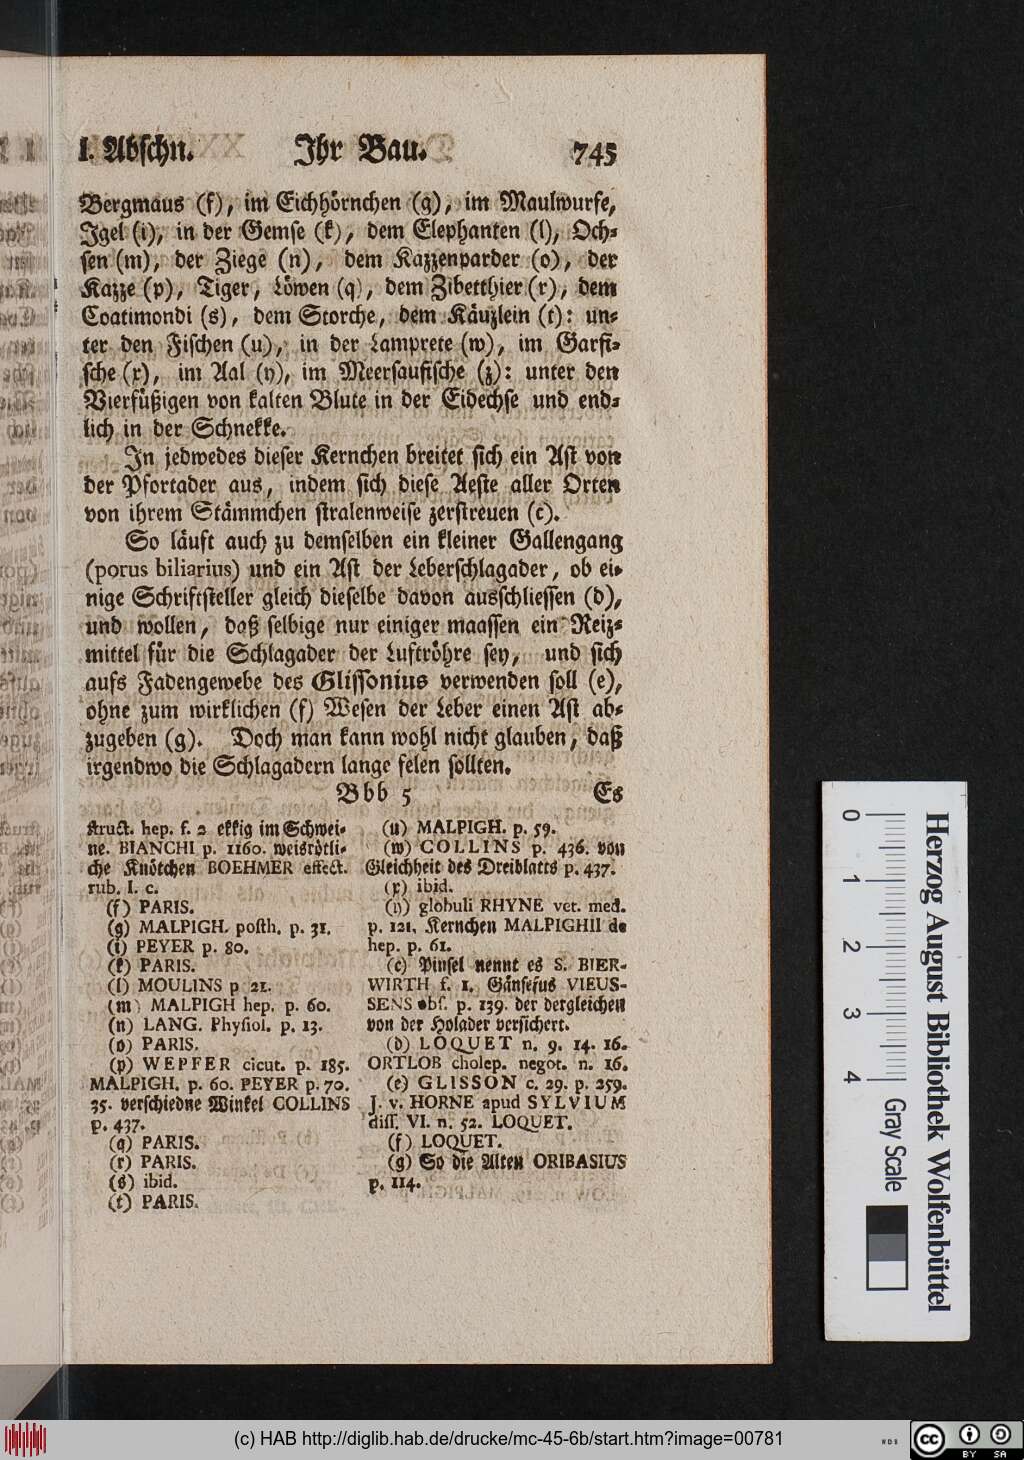 I. Abschn. Ihr Bau. 745
Bergmaus (f), im Eichhörnchen (g), im Maulwurfe,
Jgel (i), in der Gemse (k), dem Elephanten (l), Och-
sen (m), der Ziege (n), dem Kazzenparder (o), der
Kazze (p), Tiger, Löwen (q), dem Zibetthier (r), dem
Coatimondi (s), dem Storche, dem Käuzlein (t): un-
ter den Fischen (u), in der Lamprete (w), im Garfi-
sche (x), im Aal (y), im Meersaufische (z): unter den
Vierfüßigen von kalten Blute in der Eidechse und end-
lich in der Schnekke.
In jedwedes dieser Kernchen breitet sich ein Ast von
der Pfortader aus, indem sich diese Aeste aller Orten
von ihrem Stämmchen stralenweise zerstreuen (c).
So läuft auch zu demselben ein kleiner Gallengang
(porus biliarius) und ein Ast der Leberschlagader, ob ei-
nige Schriftsteller gleich dieselbe davon ausschliessen (d),
und wollen, daß selbige nur einiger maassen ein Reiz-
mittel für die Schlagader der Luftröhre sey, und sich
aufs Fadengewebe des Glissonius verwenden soll (e),
ohne zum wirklichen (f) Wesen der Leber einen Ast ab-
zugeben (g). Doch man kann wohl nicht glauben, daß
irgendwo die Schlagadern lange felen sollten.
Bbb 5 Es
struct. hep. f. 2 ekkig im Schwei-
ne. BIANCHI p. 1160. weisrötli-
che Knötchen BOEHMER effect.
rub. I. c.
(f) PARIS.
(g) MALPIGH. posth. p. 31.
(i) PEYER p. 80.
(k) PARIS.
(l) MOULINS p 21.
(m) MALPIGH hep. p. 60.
(n) LANG. Physiol. p. 13.
(o) PARIS.
(p) WEPFER cicut. p. 185.
MALPIGH. p. 60. PEYER p. 70.
35. verschiedne Winkel COLLINS
p. 437.
(q) PARIS.
(r) PARIS.
(s) ibid.
(t) PARIS.
(u) MALPIGH. p. 59.
(w) COLLINS p. 436. von
Gleichheit des Dreiblatts p. 437.
(x) ibid.
(y) globuli RHYNE vet. med.
p. 121. Kernchen MALPIGHII de
hep. p. 61.
(c) Pinsel nennt es S. BIER-
WIRTH f. 1. Gänsefus VIEUS-
SENS obs. p. 139. der dergleichen
von der Holader versichert.
(d) LOQUET n. 9. 14. 16.
ORTLOB cholep. negot. n. 16.
(e) GLISSON c. 29. p. 259.
J. v. HORNE apud SYLVIUM
diss. VI. n. 52. LOQUET.
(f) LOQUET.
(g) So die Alten ORIBASIUS
p. 114.
0 1 2 3 4
Gray Scale
Herzog August Bibliothek Wolfenbüttel
(c) HAB http://diglib.hab.de/drucke/mc-45-6b/start.htm?image=00781
cc BY SA